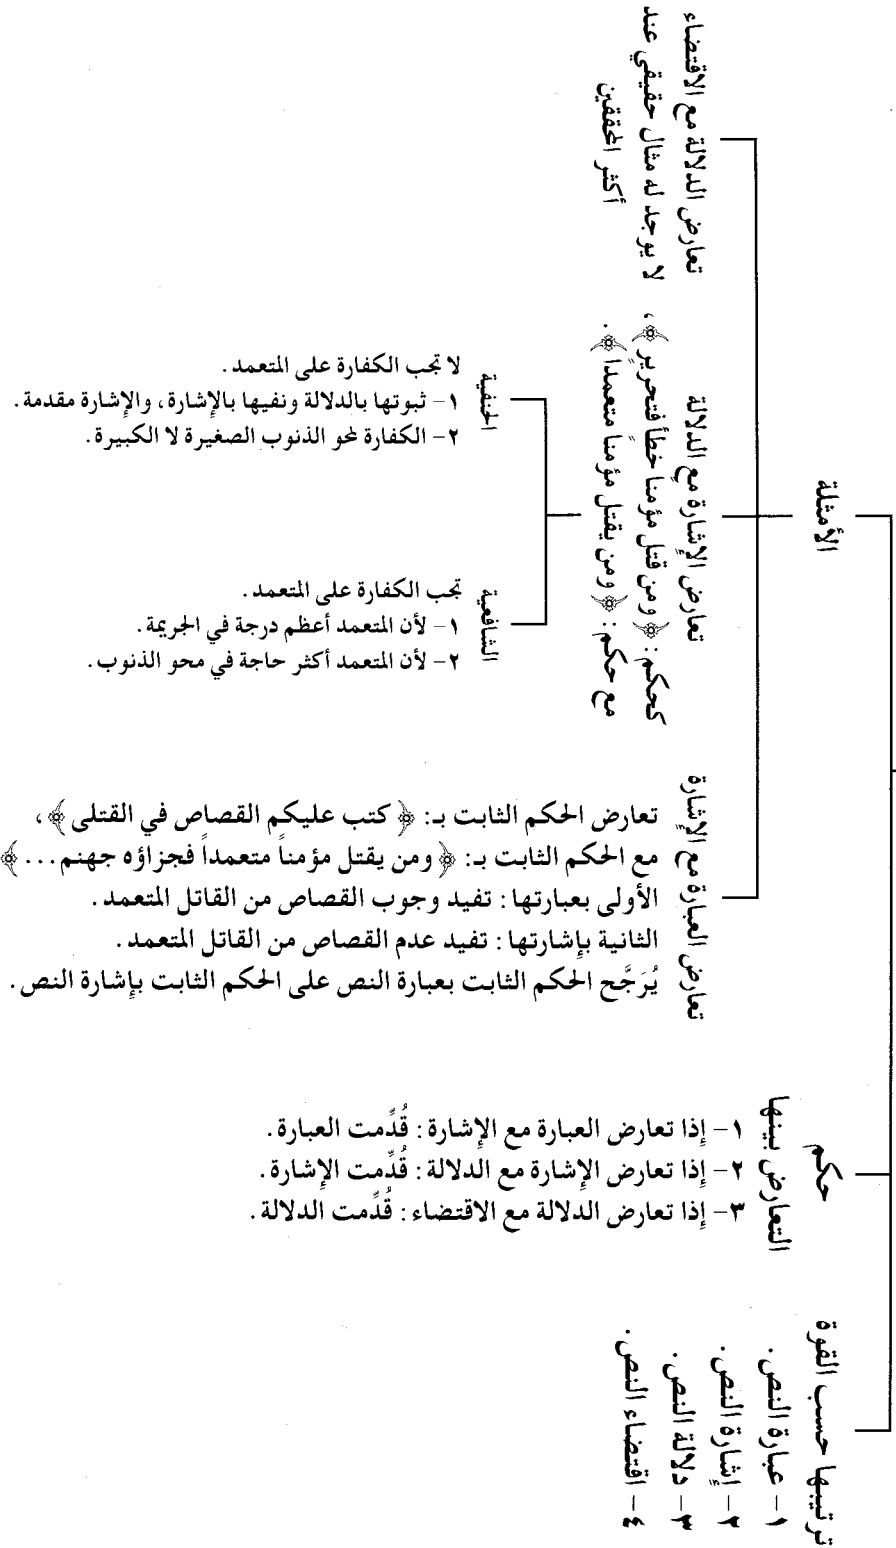 ترتيبها حسب القوة
١- عبارة النص.
٢- إشارة النص.
٣- دلالة النص.
٤- اقتضاء النص.
حكم
التعارض بينها
١- إذا تعارض العبارة مع الإشارة: قُدِّمت العبارة.
٢- إذا تعارض الإشارة مع الدلالة: قُدِّمت الإشارة.
٣- إذا تعارض الدلالة مع الاقتضاء: قُدِّمت الدلالة.
الأمثلة
تعارض العبارة مع الإشارة
تعارض الحكم الثابت بـ: ﴿ كتب عليكم القصاص في القتلى ﴾،
مع الحكم الثابت بـ: ﴿ ومن يقتل مؤمناً متعمداً فجزاؤه جهنم... ﴾
الأولى بعبارتها: تفيد وجوب القصاص من القاتل المتعمد.
الثانية بإشارتها: تفيد عدم القصاص من القاتل المتعمد.
يُرَجَّح الحكم الثابت بعبارة النص على الحكم الثابت بإشارة النص.
تعارض الإشارة مع الدلالة
كحكم: ﴿ ومن قتل مؤمنا خطأ فتحرير ﴾،
مع حكم: ﴿ ومن يقتل مؤمنا متعمداً ﴾.
الشافعية
تجب الكفارة على المتعمد.
١- لأن المتعمد أعظم درجة في الجريمة.
٢- لأن المتعمد أكثر حاجة في محو الذنوب.
الحنفية
لا تجب الكفارة على المتعمد.
١- ثبوتها بالدلالة ونفيها بالإشارة، والإشارة مقدمة.
٢- الكفارة لمحو الذنوب الصغيرة لا الكبيرة.
تعارض الدلالة مع الاقتضاء
لا يوجد له مثال حقيقي عند
أكثر المحققين